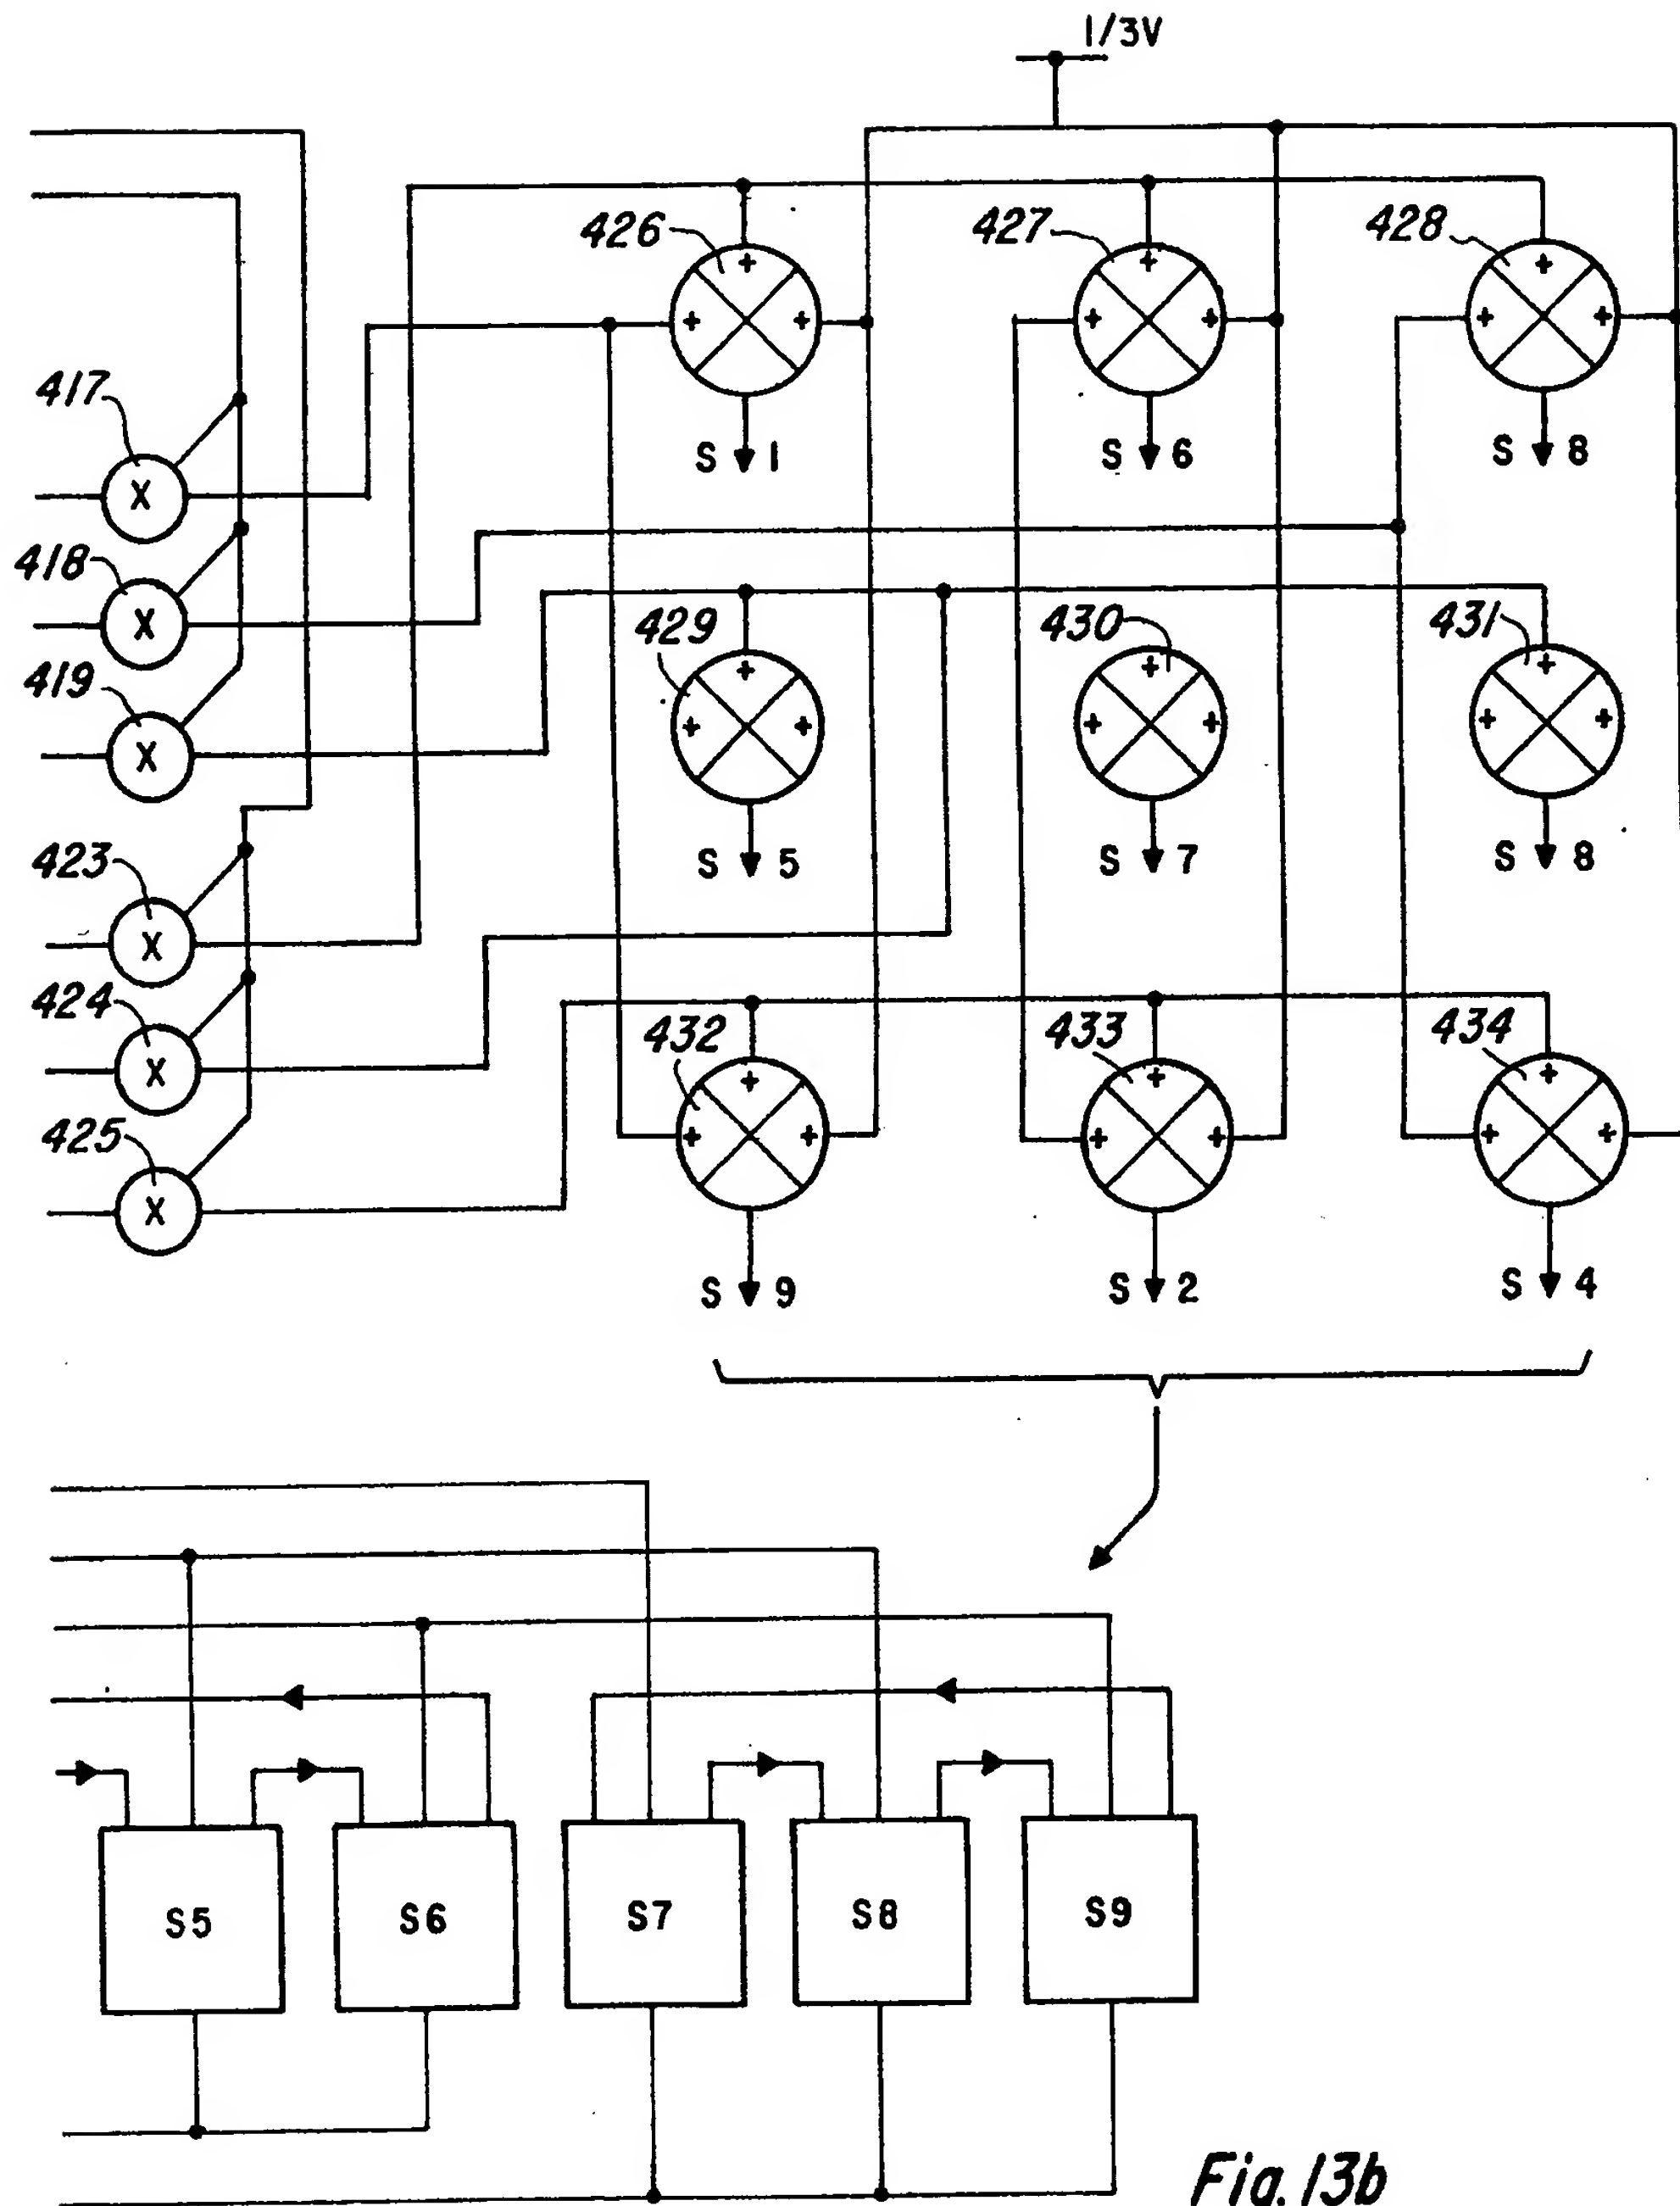 1/3V
426
427
428
+ + +
+ + +
+ + +
417
X
S 1
S 6
S 8
418
X
429
430
431
419
X
+ + +
+ + +
+ + +
423
X
S 5
S 7
S 8
424
X
432
433
434
+ + +
+ + +
+ + +
425
X
S 9
S 2
S 4
S5
S6
S7
S8
S9
Fig. 13b